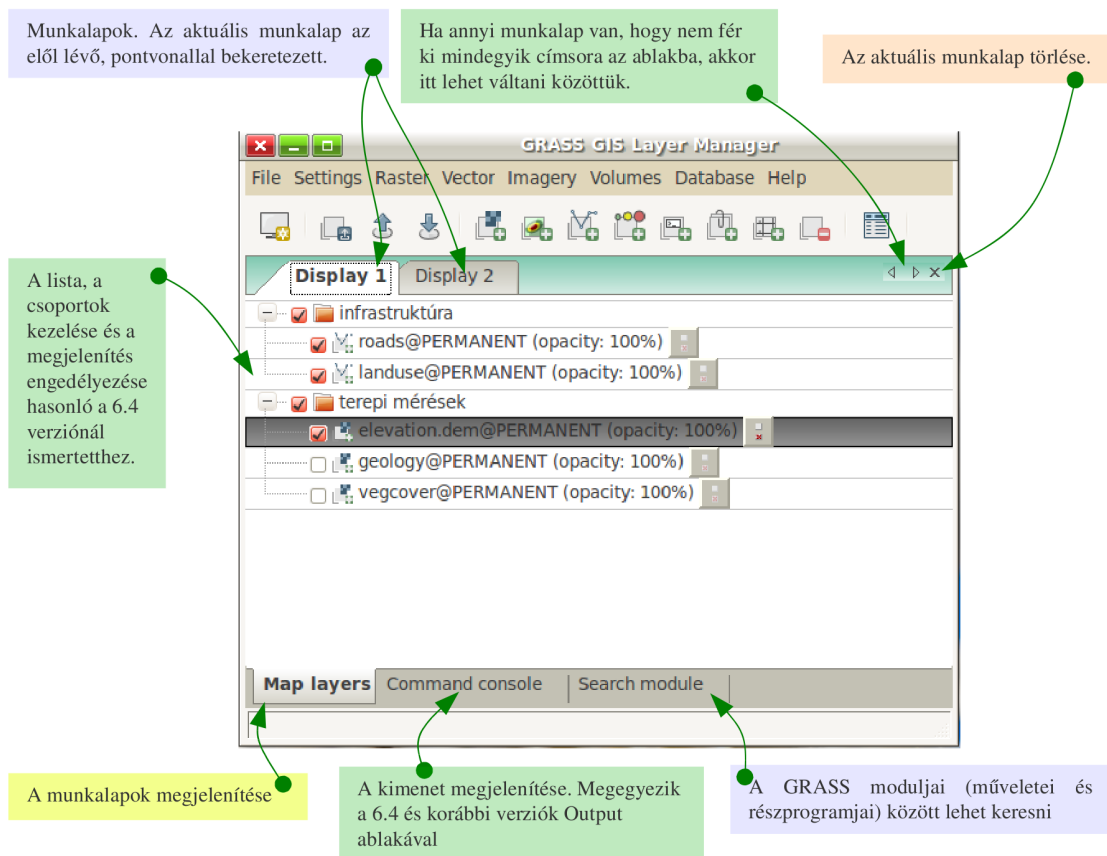 Munkalapok. Az aktuális munkalap az
elől lévő, pontvonallal bekeretezett.
Ha annyi munkalap van, hogy nem fér
ki mindegyik címsora az ablakba, akkor
itt lehet váltani közöttük.
Az aktuális munkalap törlése.
GRASS GIS Layer Manager
File Settings Raster Vector Imagery Volumes Database Help
Display 1 Display 2
A lista, a
csoportok
kezelése és a
megjelenítés
engedélyezése
hasonló a 6.4
verziónál
ismertetthez.
infrastruktúra
roads@PERMANENT (opacity: 100%)
landuse@PERMANENT (opacity: 100%)
terepi mérések
elevation.dem@PERMANENT (opacity: 100%)
geology@PERMANENT (opacity: 100%)
vegcover@PERMANENT (opacity: 100%)
Map layers Command console Search module
A munkalapok megjelenítése
A kimenet megjelenítése. Megegyezik
a 6.4 és korábbi verziók Output
ablakával
A GRASS moduljai (műveletei és
részprogramjai) között lehet keresni